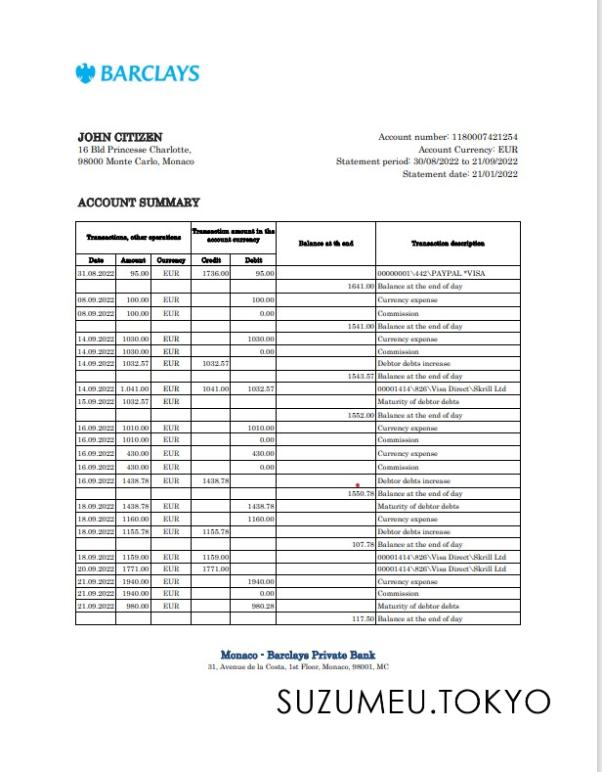 BARCLAYS
JOHN CITIZEN
16 Bld Princesse Charlotte,
98000 Monte Carlo, Monaco
Account number: 1180007421254
Account Currency: EUR
Statement period: 30/08/2022 to 21/09/2022
Statement date: 21/01/2022
ACCOUNT SUMMARY
Transactions, other operations Transaction amount in the account currency Balance at th end Transaction description
Date Amount Currency Credit Debit
31.08.2022 95.00 EUR 1736.00 95.00 00000001\442\PAYPAL *VISA
1641.00 Balance at the end of day
08.09.2022 100.00 EUR 100.00 Currency expense
08.09.2022 100.00 EUR 0.00 Commission
1541.00 Balance at the end of day
14.09.2022 1030.00 EUR 1030.00 Currency expense
14.09.2022 1030.00 EUR 0.00 Commission
14.09.2022 1032.57 EUR 1032.57 Debtor debts increase
1543.57 Balance at the end of day
14.09.2022 1.041.00 EUR 1041.00 1032.57 00001414\826\Visa Direct\Skrill Ltd
15.09.2022 1032.57 EUR Maturity of debtor debts
1552.00 Balance at the end of day
16.09.2022 1010.00 EUR 1010.00 Currency expense
16.09.2022 1010.00 EUR 0.00 Commission
16.09.2022 430.00 EUR 430.00 Currency expense
16.09.2022 430.00 EUR 0.00 Commission
16.09.2022 1438.78 EUR 1438.78 Debtor debts increase
1550.78 Balance at the end of day
18.09.2022 1438.78 EUR 1438.78 Maturity of debtor debts
18.09.2022 1160.00 EUR 1160.00 Currency expense
18.09.2022 1155.78 EUR 1155.78 Debtor debts increase
107.78 Balance at the end of day
18.09.2022 1159.00 EUR 1159.00 00001414\826\Visa Direct\Skrill Ltd
20.09.2022 1771.00 EUR 1771.00 00001414\826\Visa Direct\Skrill Ltd
21.09.2022 1940.00 EUR 1940.00 Currency expense
21.09.2022 1940.00 EUR 0.00 Commission
21.09.2022 980.00 EUR 980.28 Maturity of debtor debts
117.50 Balance at the end of day
Monaco - Barclays Private Bank
31, Avenue de la Costa, 1st Floor, Monaco, 98001, MC
SUZUMEU.TOKYO